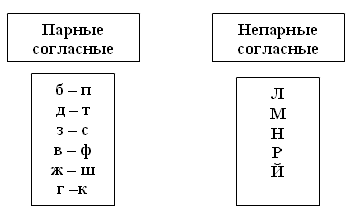 Парные
согласные
Непарные
согласные
б – п
д – т
з – с
в – ф
ж – ш
г –к
Л
М
Н
Р
Й